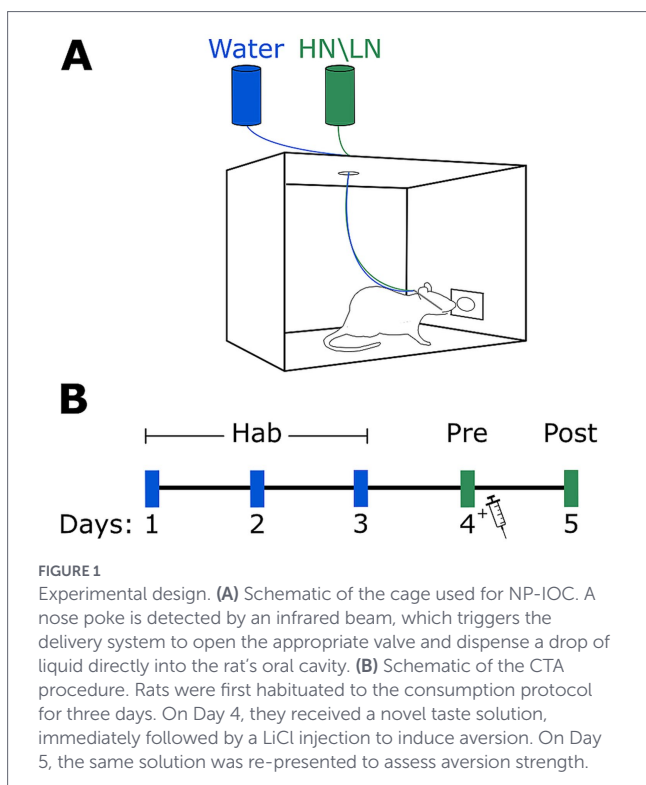 A
Water HN\LN
B
Hab Pre Post
Days: 1 2 3 4+ 5
FIGURE 1
Experimental design. (A) Schematic of the cage used for NP-IOC. A
nose poke is detected by an infrared beam, which triggers the
delivery system to open the appropriate valve and dispense a drop of
liquid directly into the rat's oral cavity. (B) Schematic of the CTA
procedure. Rats were first habituated to the consumption protocol
for three days. On Day 4, they received a novel taste solution,
immediately followed by a LiCl injection to induce aversion. On Day
5, the same solution was re-presented to assess aversion strength.